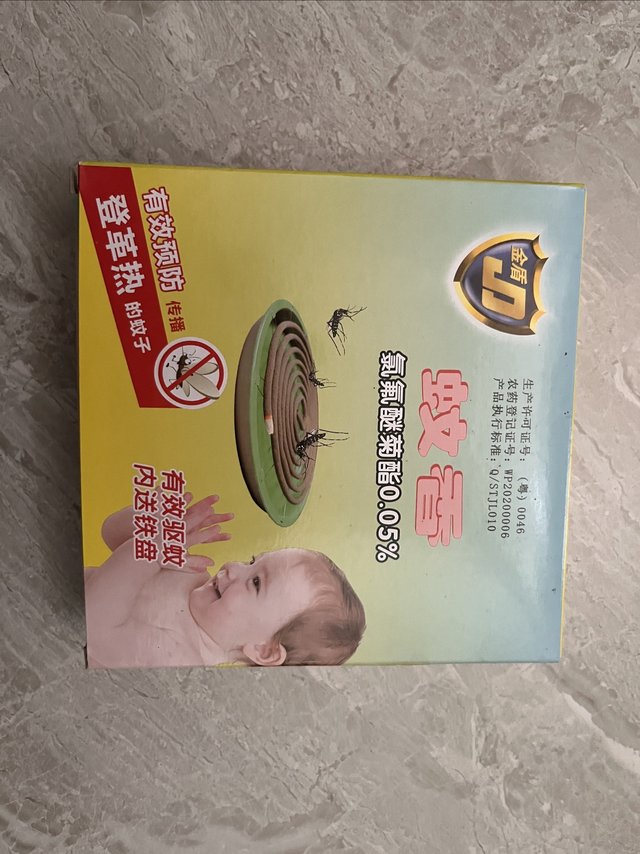 金盾
JD
生产许可证号：（粤）0046
农药登记证号：WP20200006
产品执行标准：Q/STJL010
蚊香
氯氟醚菊酯0.05%
有效预防 传播
登革热的蚊子
有效驱蚊
内送铁盘